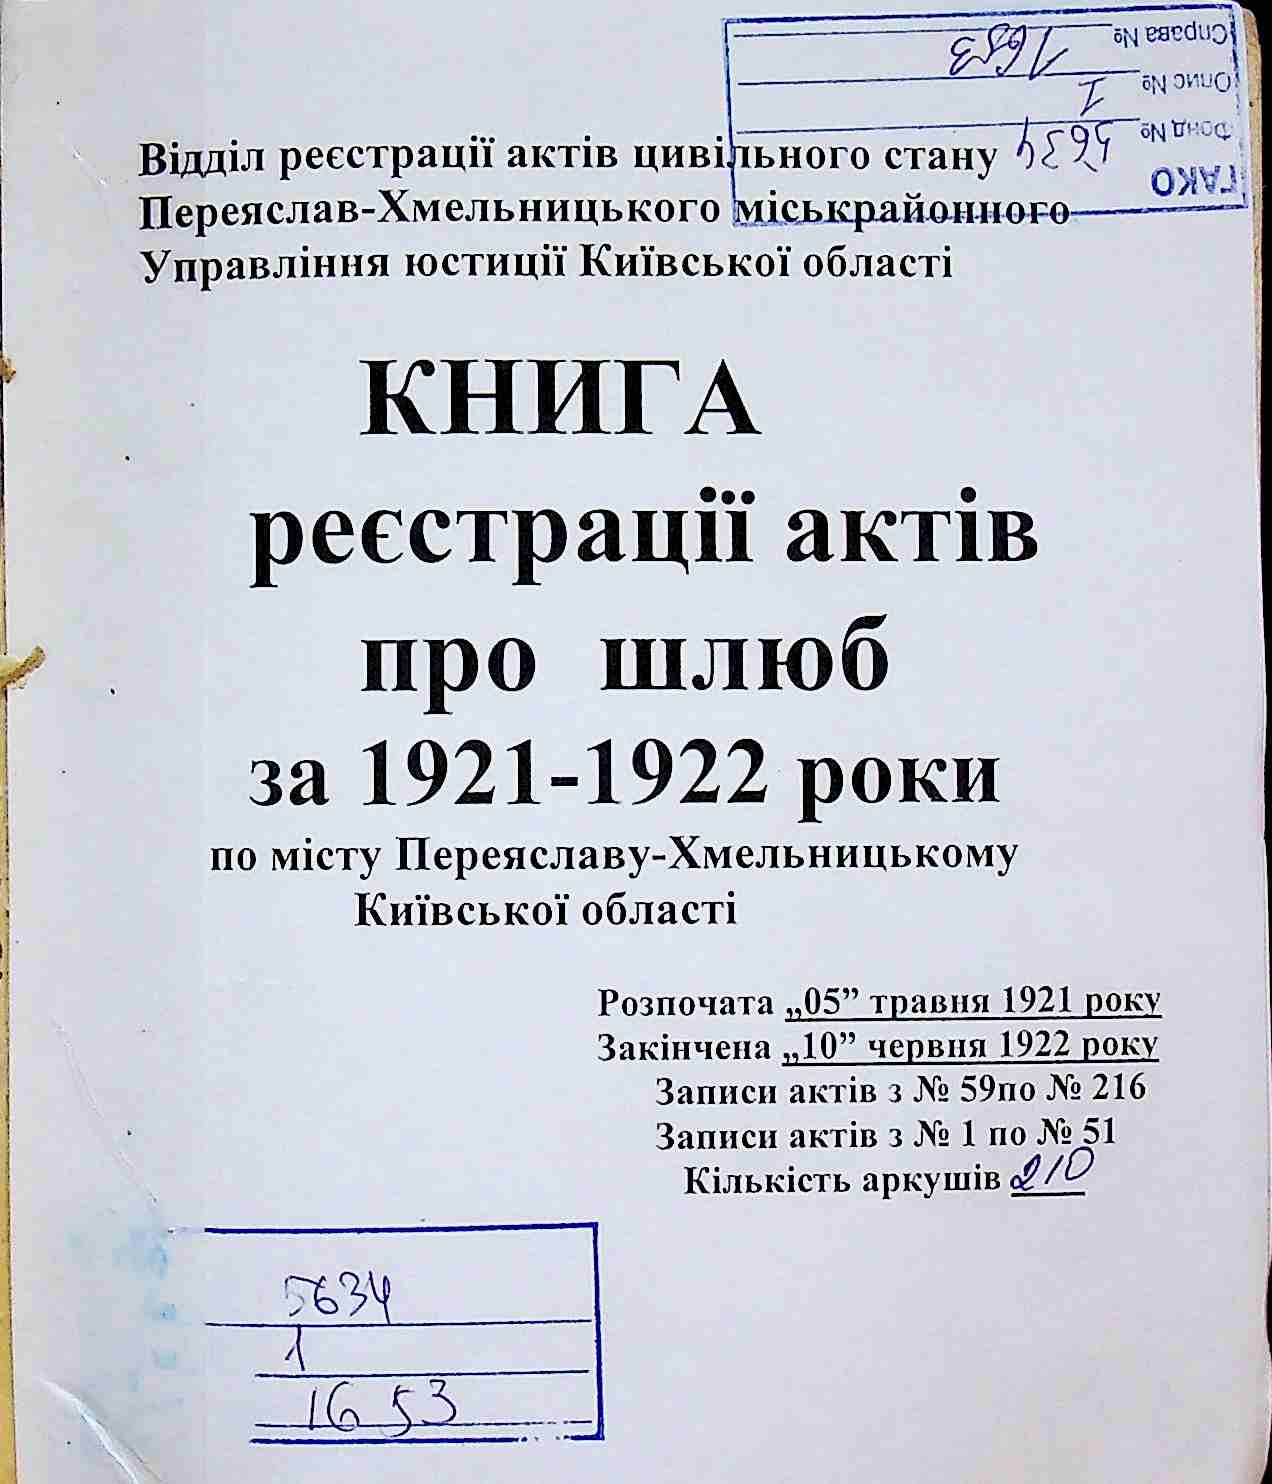 ГАКО
Фонд № 5634
Опис № 1
Справа № 1653
Відділ реєстрації актів цивільного стану
Переяслав-Хмельницького міськрайонного
Управління юстиції Київської області
КНИГА
реєстрації актів
про шлюб
за 1921-1922 роки
по місту Переяславу-Хмельницькому
Київської області
Розпочата „05” травня 1921 року
Закінчена „10” червня 1922 року
Записи актів з № 59по № 216
Записи актів з № 1 по № 51
Кількість аркушів 210
5634
1
1653